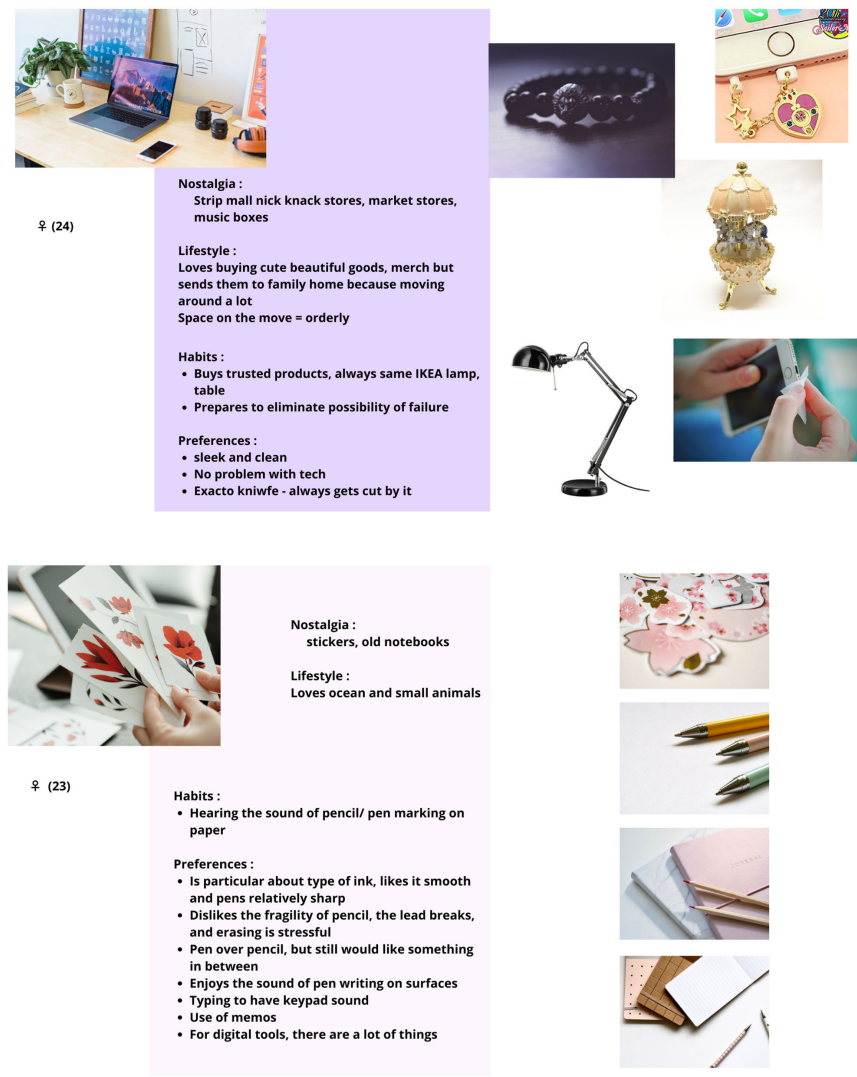 ♀ (24)
Nostalgia :
Strip mall nick knack stores, market stores,
music boxes
Lifestyle :
Loves buying cute beautiful goods, merch but
sends them to family home because moving
around a lot
Space on the move = orderly
Habits :
• Buys trusted products, always same IKEA lamp,
table
• Prepares to eliminate possibility of failure
Preferences :
• sleek and clean
• No problem with tech
• Exacto kniwfe - always gets cut by it
♀ (23)
Nostalgia :
stickers, old notebooks
Lifestyle :
Loves ocean and small animals
Habits :
• Hearing the sound of pencil/ pen marking on
paper
Preferences :
• Is particular about type of ink, likes it smooth
and pens relatively sharp
• Dislikes the fragility of pencil, the lead breaks,
and erasing is stressful
• Pen over pencil, but still would like something
in between
• Enjoys the sound of pen writing on surfaces
• Typing to have keypad sound
• Use of memos
• For digital tools, there are a lot of things